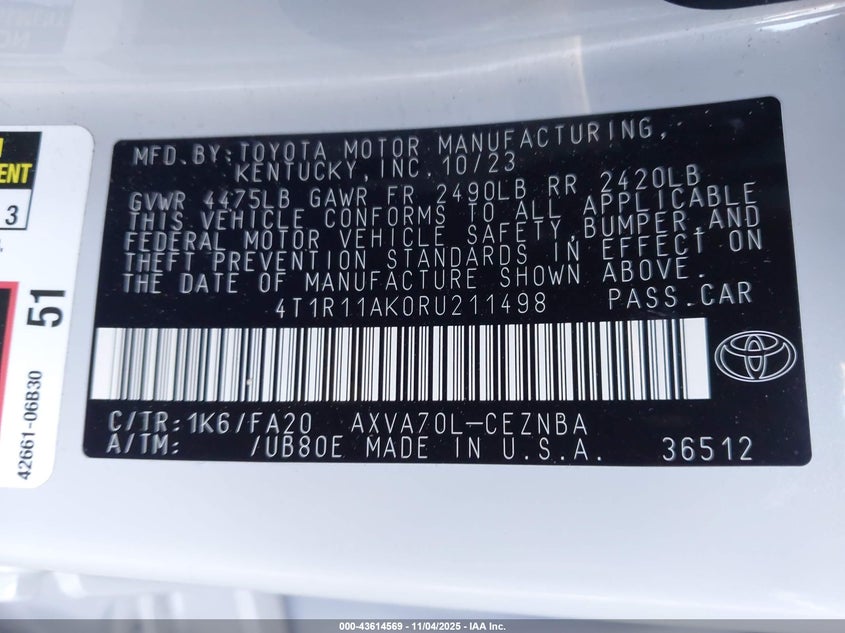 MFD.BY:TOYOTA MOTOR MANUFACTURING,
KENTUCKY,INC.10/23
GVWR 4475LB GAWR FR 2490LB RR 2420LB
THIS VEHICLE CONFORMS TO ALL APPLICABLE
FEDERAL MOTOR VEHICLE SAFETY,BUMPER,AND
THEFT PREVENTION STANDARDS IN EFFECT ON
THE DATE OF MANUFACTURE SHOWN ABOVE.
4T1R11AK0RU211498 PASS.CAR
C/TR:1K6/FA20 AXVA70L-CEZNBA
A/TM: /UB80E MADE IN U.S.A. 36512
3
51
42661-06B30
000-43614569 - 11/04/2025 - IAA Inc.